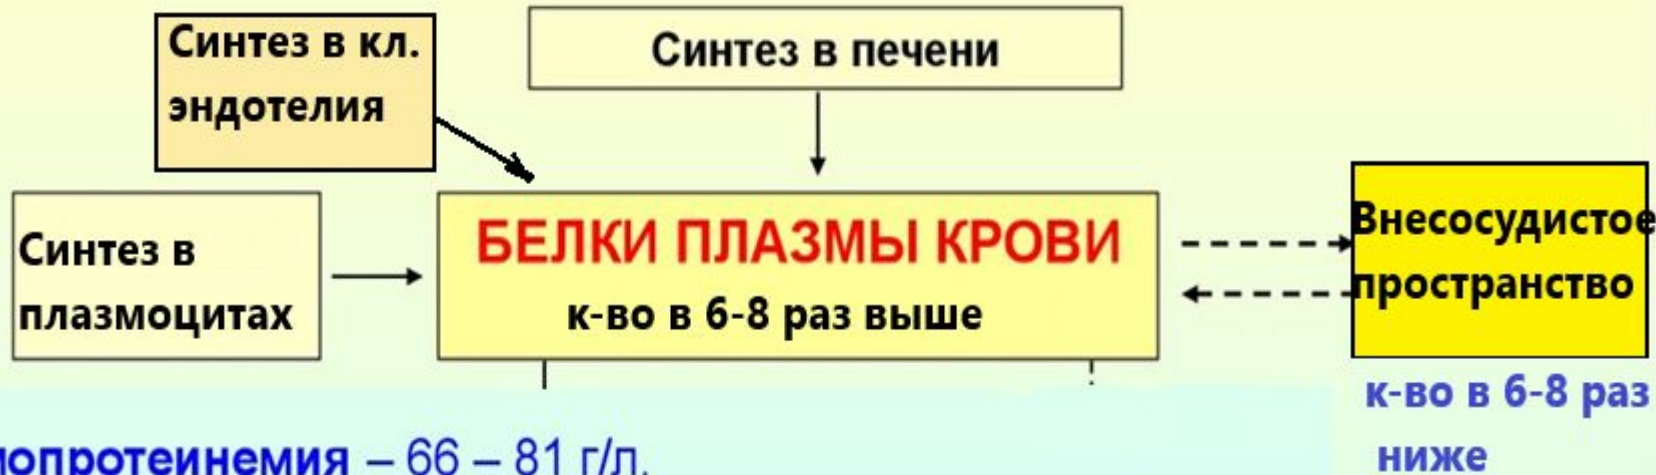 Синтез в кл.
эндотелия
Синтез в печени
Синтез в
плазмоцитах
БЕЛКИ ПЛАЗМЫ КРОВИ
к-во в 6-8 раз выше
Внесосудистое
пространство
к-во в 6-8 раз
ниже
мопротеинемия – 66 – 81 г/л.